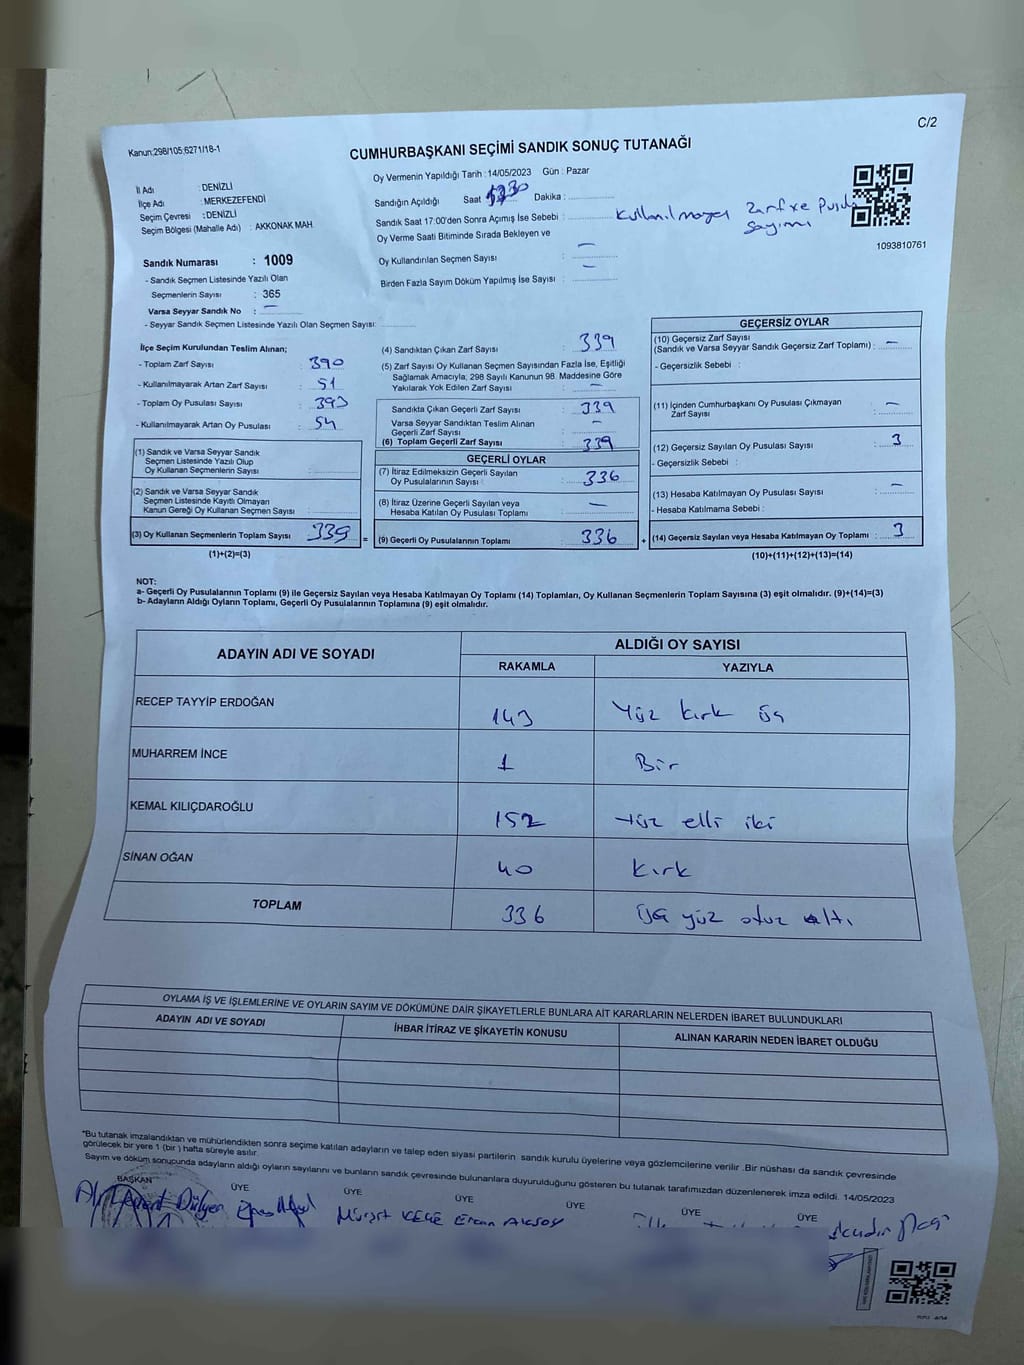 C/2
Kanun:298/105;6271/18-1
CUMHURBAŞKANI SEÇİMİ SANDIK SONUÇ TUTANAĞI
Oy Vermenin Yapıldığı Tarih : 14/05/2023 Gün : Pazar
İl Adı : DENİZLİ
İlçe Adı : MERKEZEFENDİ
Seçim Çevresi : DENİZLİ
Seçim Bölgesi (Mahalle Adı) : AKKONAK MAH
Sandığın Açıldığı Saat Dakika :
Sandık Saat 17:00'den Sonra Açımış İse Sebebi : Kullanılmayan Zarf ve Pusula
Sayımı
Oy Verme Saati Bitiminde Sırada Bekleyen ve
Oy Kullandırılan Seçmen Sayısı : —
Birden Fazla Sayım Döküm Yapılmış İse Sayısı : —
1093810761
Sandık Numarası : 1009
- Sandık Seçmen Listesinde Yazılı Olan
Seçmenlerin Sayısı : 365
Varsa Seyyar Sandık No : —
- Seyyar Sandık Seçmen Listesinde Yazılı Olan Seçmen Sayısı:
İlçe Seçim Kurulundan Teslim Alınan;
- Toplam Zarf Sayısı : 390
- Kullanılmayarak Artan Zarf Sayısı : 51
- Toplam Oy Pusulası Sayısı : 393
- Kullanılmayarak Artan Oy Pusulası : 54
(1) Sandık ve Varsa Seyyar Sandık
Seçmen Listesinde Yazılı Olup
Oy Kullanan Seçmenlerin Sayısı :
(2) Sandık ve Varsa Seyyar Sandık
Seçmen Listesinde Kayıtlı Olmayan
Kanun Gereği Oy Kullanan Seçmen Sayısı :
(3) Oy Kullanan Seçmenlerin Toplam Sayısı : 339
(1)+(2)=(3)
(4) Sandıktan Çıkan Zarf Sayısı : 339
(5) Zarf Sayısı Oy Kullanan Seçmen Sayısından Fazla İse, Eşitliği
Sağlamak Amacıyla, 298 Sayılı Kanunun 98. Maddesine Göre
Yakılarak Yok Edilen Zarf Sayısı : —
Sandıkta Çıkan Geçerli Zarf Sayısı : 339
Varsa Seyyar Sandıktan Teslim Alınan
Geçerli Zarf Sayısı : —
(6) Toplam Geçerli Zarf Sayısı : 339
GEÇERLİ OYLAR
(7) İtiraz Edilmeksizin Geçerli Sayılan
Oy Pusulalarının Sayısı : 336
(8) İtiraz Üzerine Geçerli Sayılan veya
Hesaba Katılan Oy Pusulası Toplamı : —
= (9) Geçerli Oy Pusulalarının Toplamı : 336
GEÇERSİZ OYLAR
(10) Geçersiz Zarf Sayısı
(Sandık ve Varsa Seyyar Sandık Geçersiz Zarf Toplamı) : —
- Geçersizlik Sebebi :
(11) İçinden Cumhurbaşkanı Oy Pusulası Çıkmayan
Zarf Sayısı : —
(12) Geçersiz Sayılan Oy Pusulası Sayısı : 3
- Geçersizlik Sebebi :
(13) Hesaba Katılmayan Oy Pusulası Sayısı : —
- Hesaba Katılmama Sebebi :
+ (14) Geçersiz Sayılan veya Hesaba Katılmayan Oy Toplamı : 3
(10)+(11)+(12)+(13)=(14)
NOT:
a- Geçerli Oy Pusulalarının Toplamı (9) ile Geçersiz Sayılan veya Hesaba Katılmayan Oy Toplamı (14) Toplamları, Oy Kullanan Seçmenlerin Toplam Sayısına (3) eşit olmalıdır. (9)+(14)=(3)
b- Adayların Aldığı Oyların Toplamı, Geçerli Oy Pusulalarının Toplamına (9) eşit olmalıdır.
ADAYIN ADI VE SOYADI
ALDIĞI OY SAYISI
RAKAMLA YAZIYLA
RECEP TAYYİP ERDOĞAN 143 Yüz kırk üç
MUHARREM İNCE 1 Bir
KEMAL KILIÇDAROĞLU 152 yüz elli iki
SİNAN OĞAN 40 kırk
TOPLAM 336 üç yüz otuz altı
OYLAMA İŞ VE İŞLEMLERİNE VE OYLARIN SAYIM VE DÖKÜMÜNE DAİR ŞİKAYETLERLE BUNLARA AİT KARARLARIN NELERDEN İBARET BULUNDUKLARI
ADAYIN ADI VE SOYADI İHBAR İTİRAZ VE ŞİKAYETİN KONUSU ALINAN KARARIN NEDEN İBARET OLDUĞU
*Bu tutanak imzalandıktan ve mühürlendikten sonra seçime katılan adayların ve talep eden siyasi partilerin sandık kurulu üyelerine veya gözlemcilerine verilir .Bir nüshası da sandık çevresinde
görülecek bir yere 1 (bir ) hafta süreyle asılır.
Sayım ve döküm sonucunda adayların aldığı oyların sayılarını ve bunların sandık çevresinde bulunanlara duyurulduğunu gösteren bu tutanak tarafımızdan düzenlenerek imza edildi. 14/05/2023
BAŞKAN ÜYE ÜYE ÜYE ÜYE ÜYE ÜYE
Mürşit KEÇE Ercan AKSOY